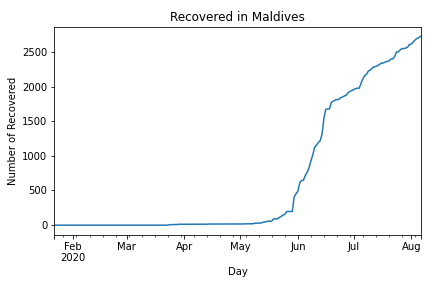 Recovered in Maldives
Number of Recovered
2500
2000
1500
1000
500
0
Feb Mar Apr May Jun Jul Aug
2020
Day